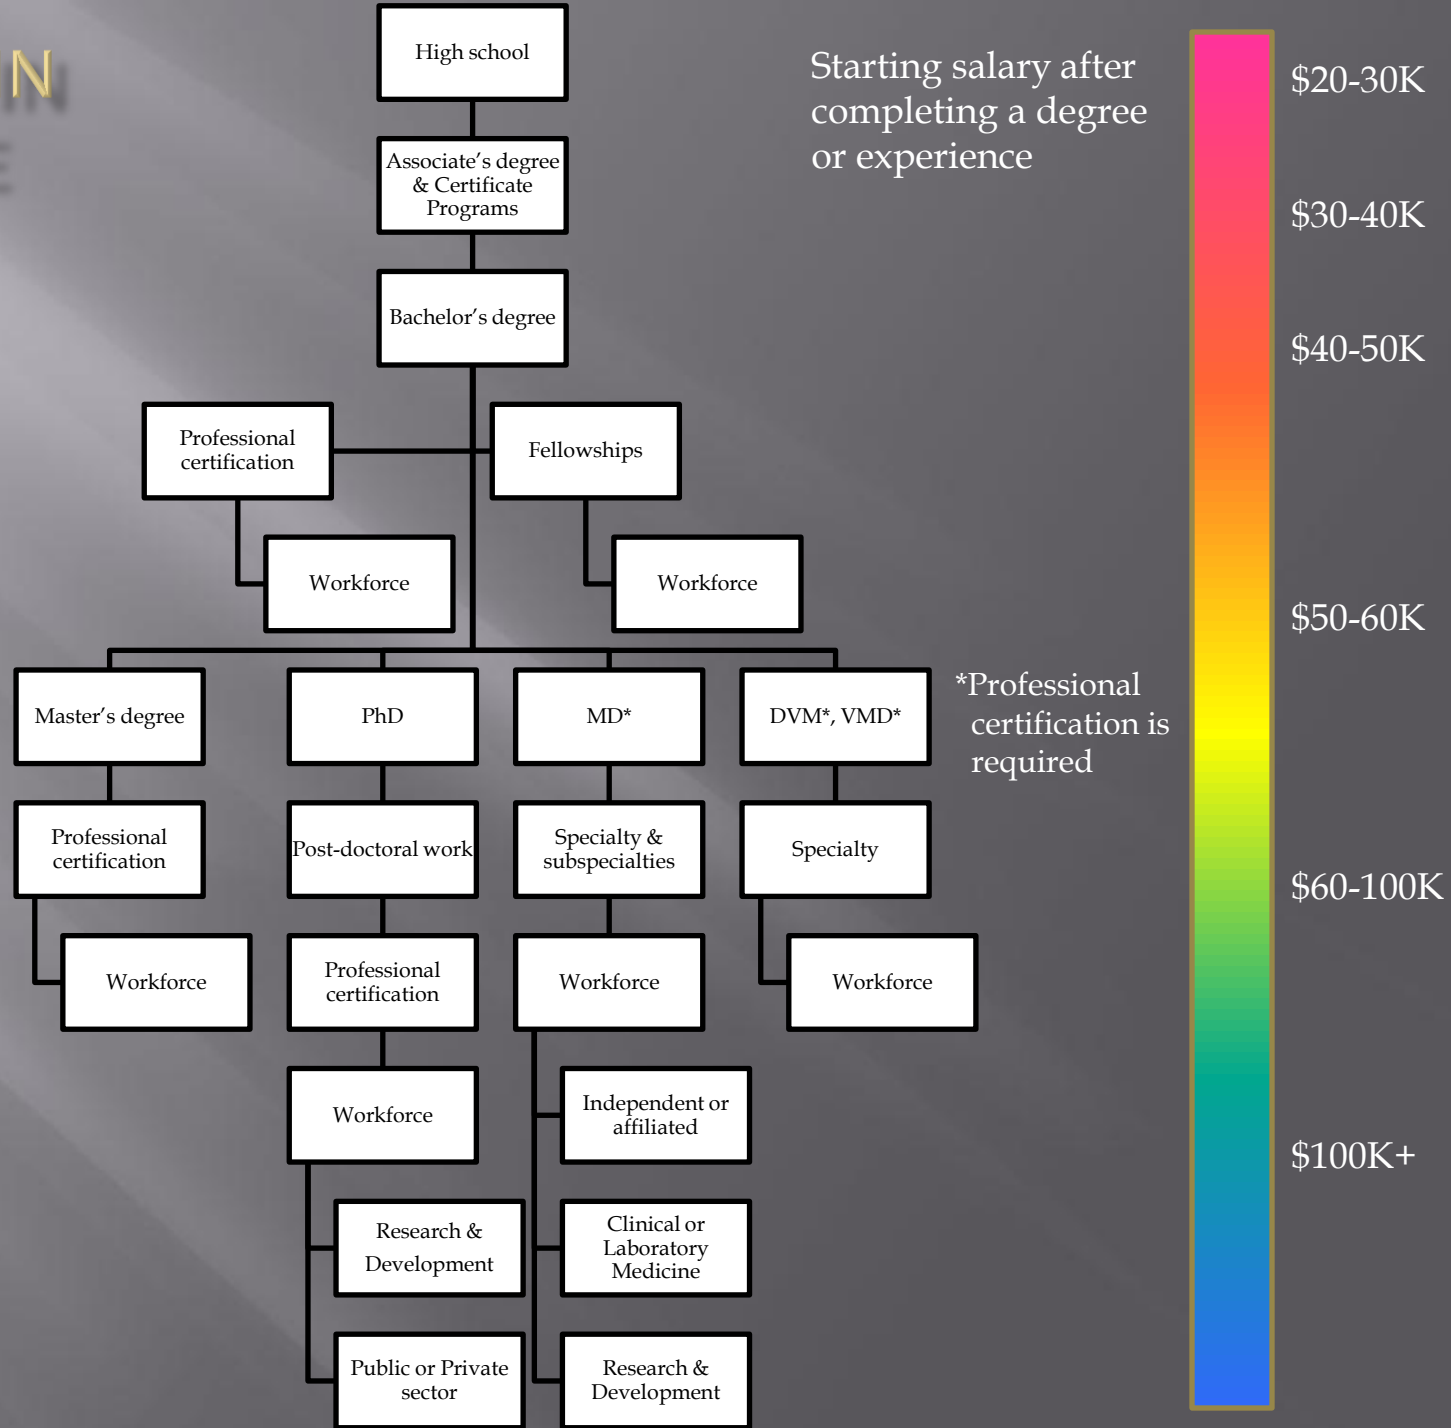 High school
Associate’s degree
& Certificate
Programs
Bachelor’s degree
Professional
certification
Fellowships
Workforce
Workforce
Master’s degree
PhD
MD*
DVM*, VMD*
Professional
certification
Post-doctoral work
Specialty &
subspecialties
Specialty
Workforce
Professional
certification
Workforce
Workforce
Workforce
Independent or
affiliated
Research &
Development
Clinical or
Laboratory
Medicine
Public or Private
sector
Research &
Development
Starting salary after
completing a degree
or experience
*Professional
certification is
required
$20-30K
$30-40K
$40-50K
$50-60K
$60-100K
$100K+